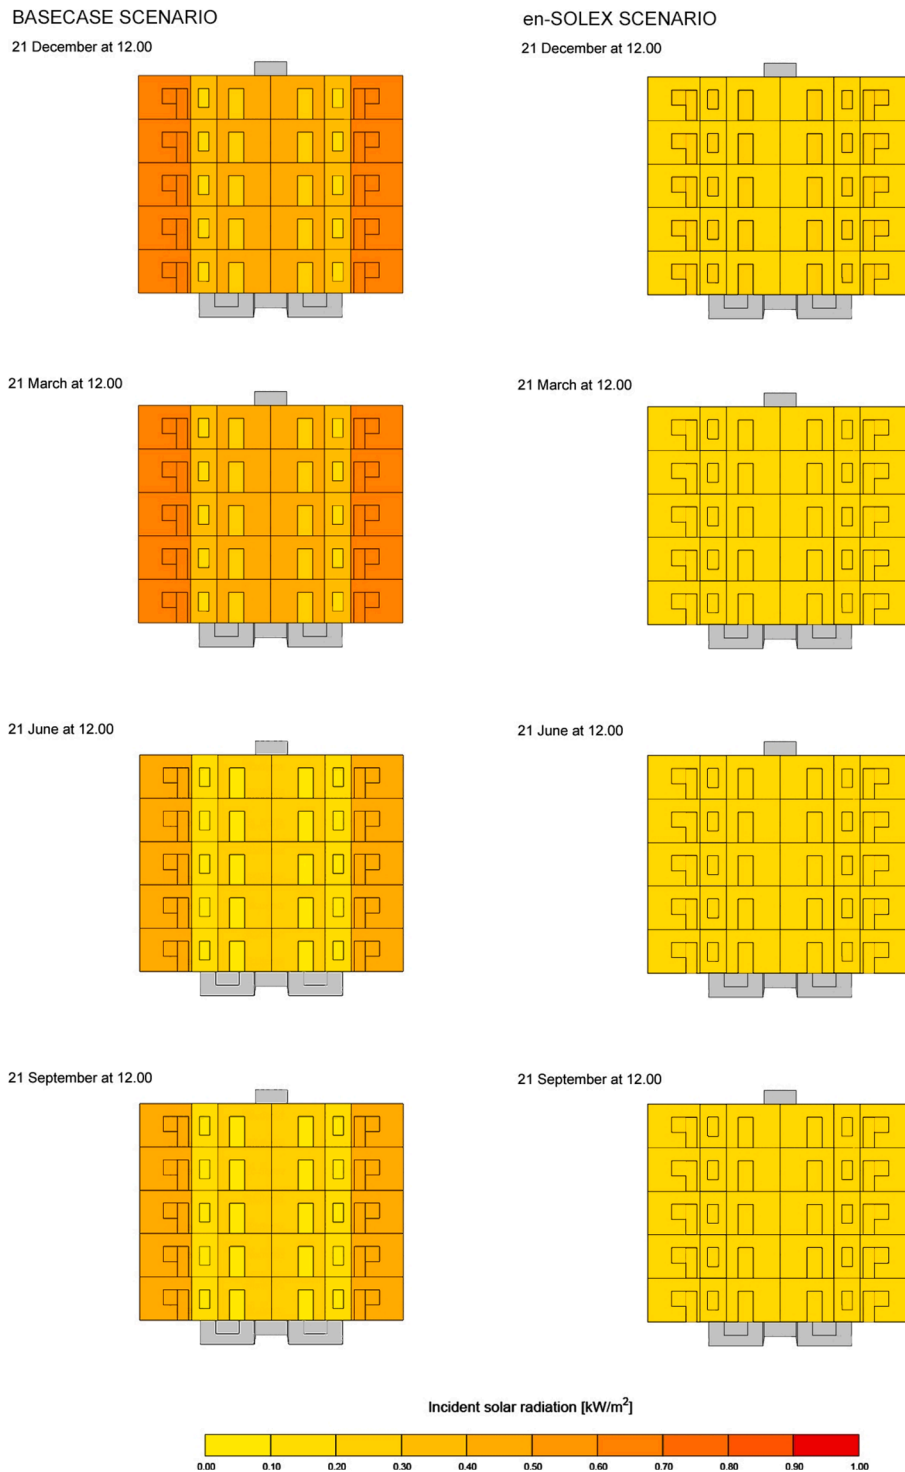 BASECASE SCENARIO
en-SOLEX SCENARIO
21 December at 12.00
21 December at 12.00
21 March at 12.00
21 March at 12.00
21 June at 12.00
21 June at 12.00
21 September at 12.00
21 September at 12.00
Incident solar radiation [kW/m²]
0.00 0.10 0.20 0.30 0.40 0.50 0.60 0.70 0.80 0.90 1.00